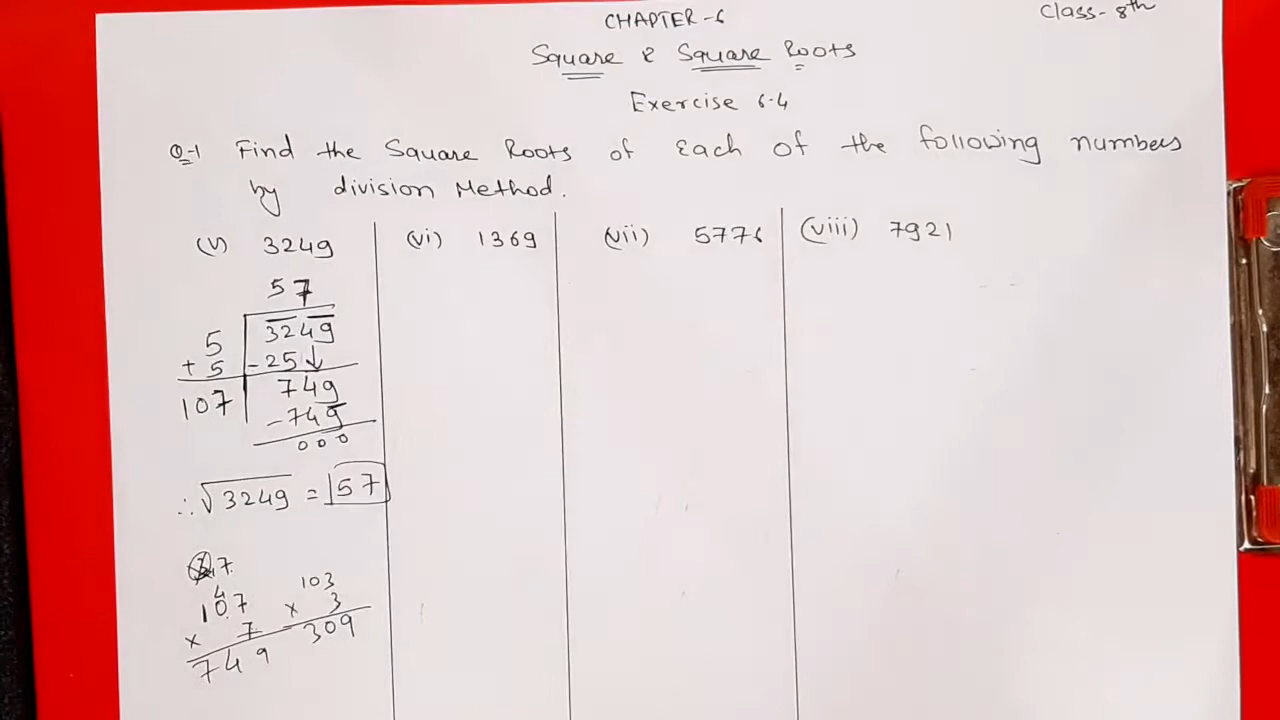 CHAPTER-6
Class-8th
Square & Square Roots
Exercise 6.4
Q-1 Find the Square Roots of Each of the following numbers
by division Method.
(v) 3249
57
5 3249
+5 -25↓
107 749
-749
000
∴ √3249 = 57
7
4
107
× 7
749
103
× 3
309
(vi) 1369
(vii) 5776
(viii) 7921